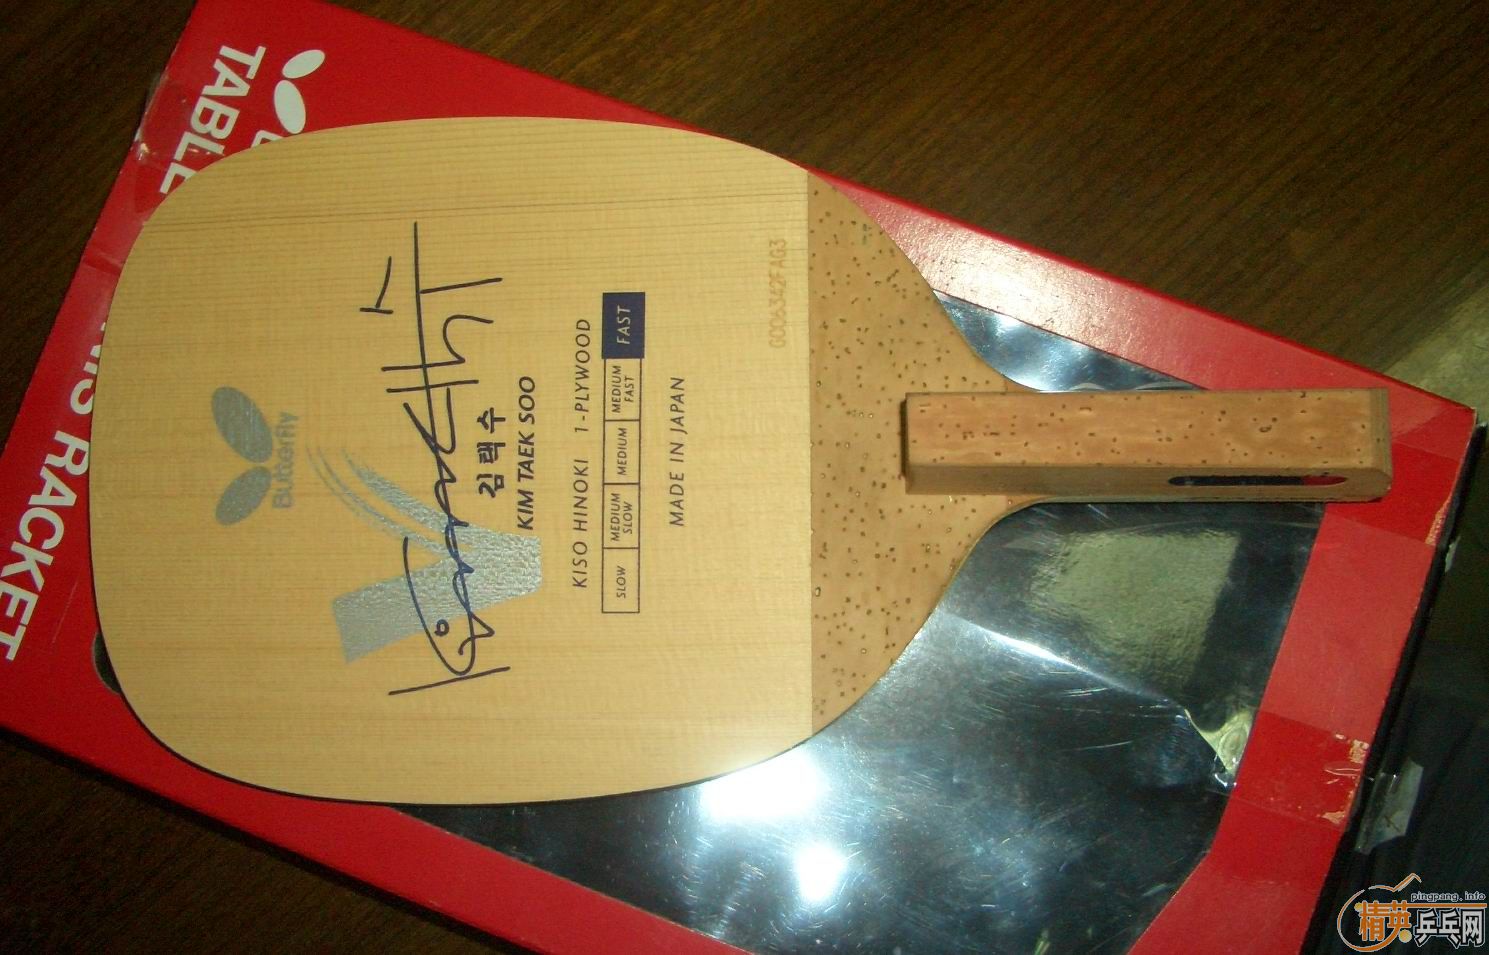 Butterfly
김택수
KIM TAEK SOO
KISO HINOKI 1-PLYWOOD
SLOW MEDIUM SLOW MEDIUM MEDIUM FAST FAST
MADE IN JAPAN
TABLE
RACKET
pingpang.info
精英乒乓网